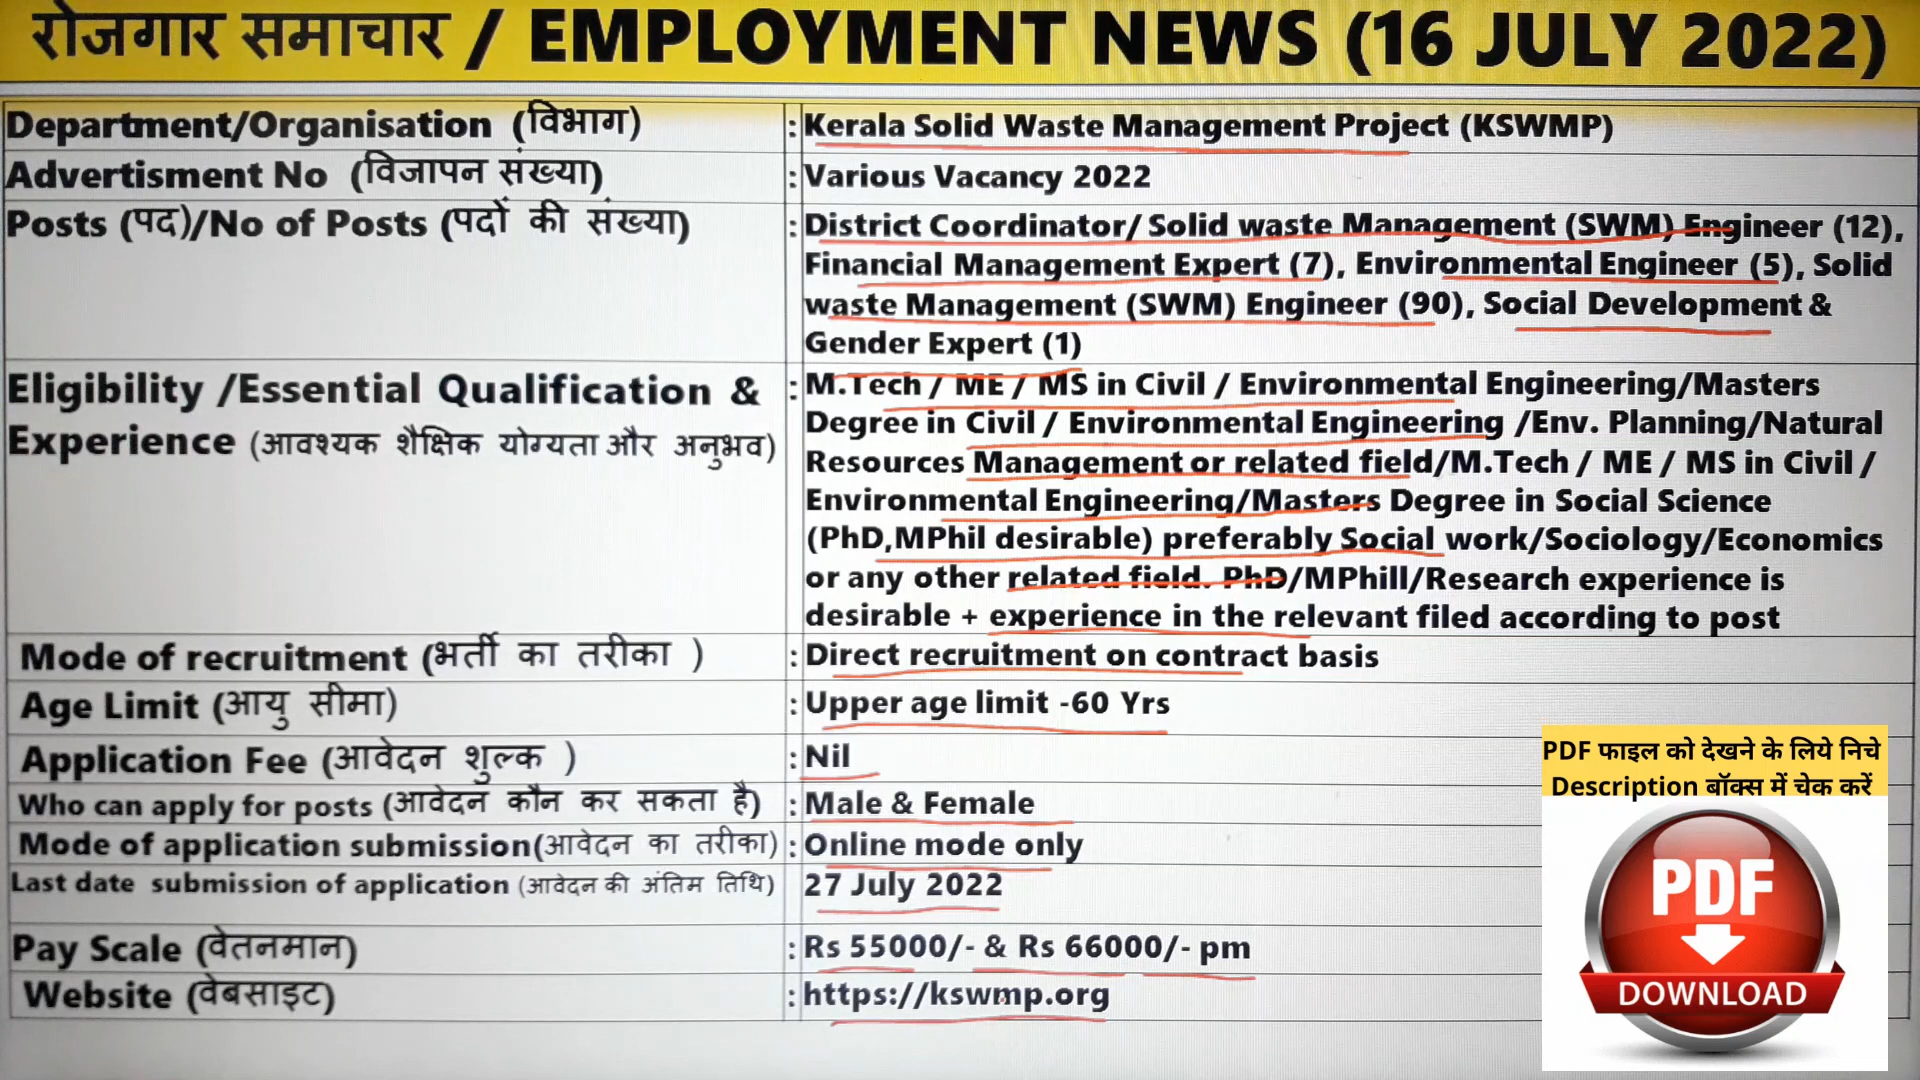 रोजगार समाचार / EMPLOYMENT NEWS (16 JULY 2022)
Department/Organisation (विभाग) : Kerala Solid Waste Management Project (KSWMP)
Advertisment No (विजापन संख्या) : Various Vacancy 2022
Posts (पद)/No of Posts (पदों की संख्या) : District Coordinator/ Solid waste Management (SWM) Engineer (12),
Financial Management Expert (7), Environmental Engineer (5), Solid
waste Management (SWM) Engineer (90), Social Development &
Gender Expert (1)
Eligibility /Essential Qualification & : M.Tech / ME / MS in Civil / Environmental Engineering/Masters
Experience (आवश्यक शैक्षिक योग्यता और अनुभव) Degree in Civil / Environmental Engineering /Env. Planning/Natural
Resources Management or related field/M.Tech / ME / MS in Civil /
Environmental Engineering/Masters Degree in Social Science
(PhD,MPhil desirable) preferably Social work/Sociology/Economics
or any other related field. PhD/MPhill/Research experience is
desirable + experience in the relevant filed according to post
Mode of recruitment (भर्ती का तरीका ) : Direct recruitment on contract basis
Age Limit (आयु सीमा) : Upper age limit -60 Yrs
Application Fee (आवेदन शुल्क ) : Nil
Who can apply for posts (आवेदन कौन कर सकता है) : Male & Female
Mode of application submission(आवेदन का तरीका) : Online mode only
Last date submission of application (आवेदन की अंतिम तिथि) 27 July 2022
Pay Scale (वेतनमान) : Rs 55000/- & Rs 66000/- pm
Website (वेबसाइट) : https://kswmp.org
PDF फाइल को देखने के लिये निचे
Description बॉक्स में चेक करें
PDF
DOWNLOAD